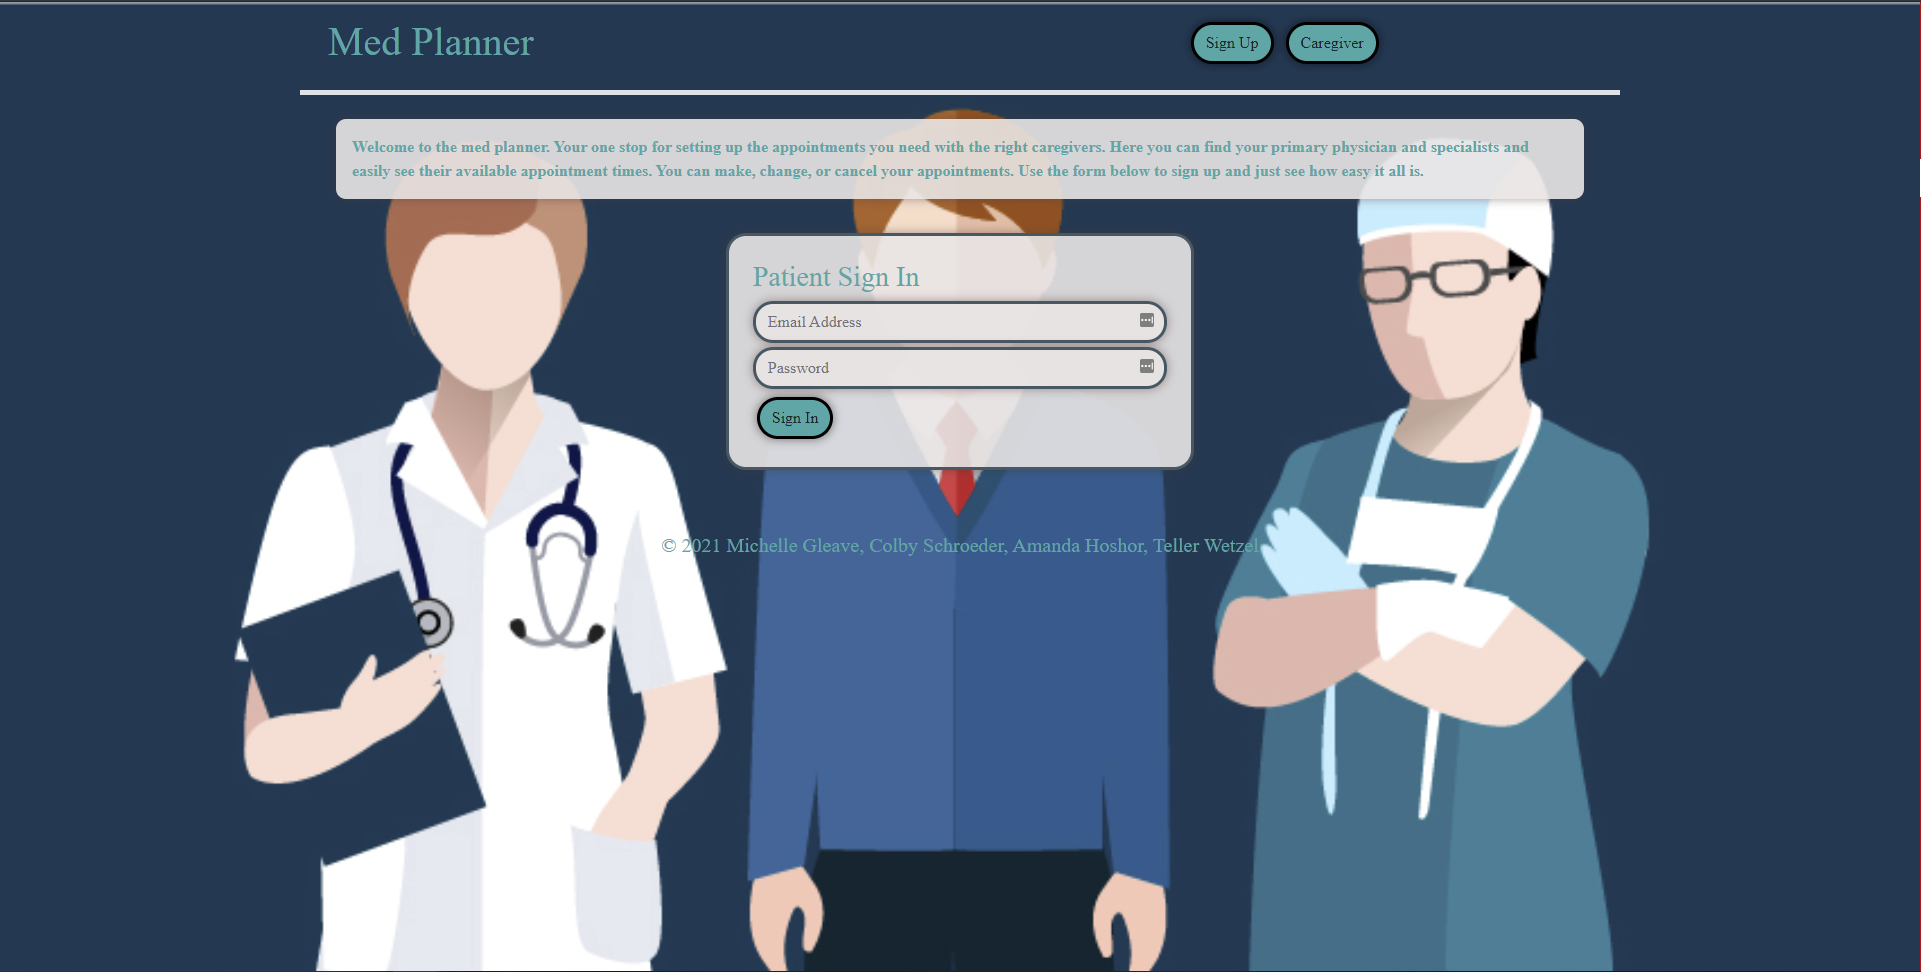 Med Planner
Sign Up
Caregiver
Welcome to the med planner. Your one stop for setting up the appointments you need with the right caregivers. Here you can find your primary physician and specialists and
easily see their available appointment times. You can make, change, or cancel your appointments. Use the form below to sign up and just see how easy it all is.
Patient Sign In
Email Address
Password
Sign In
© 2021 Michelle Gleave, Colby Schroeder, Amanda Hoshor, Teller Wetzel